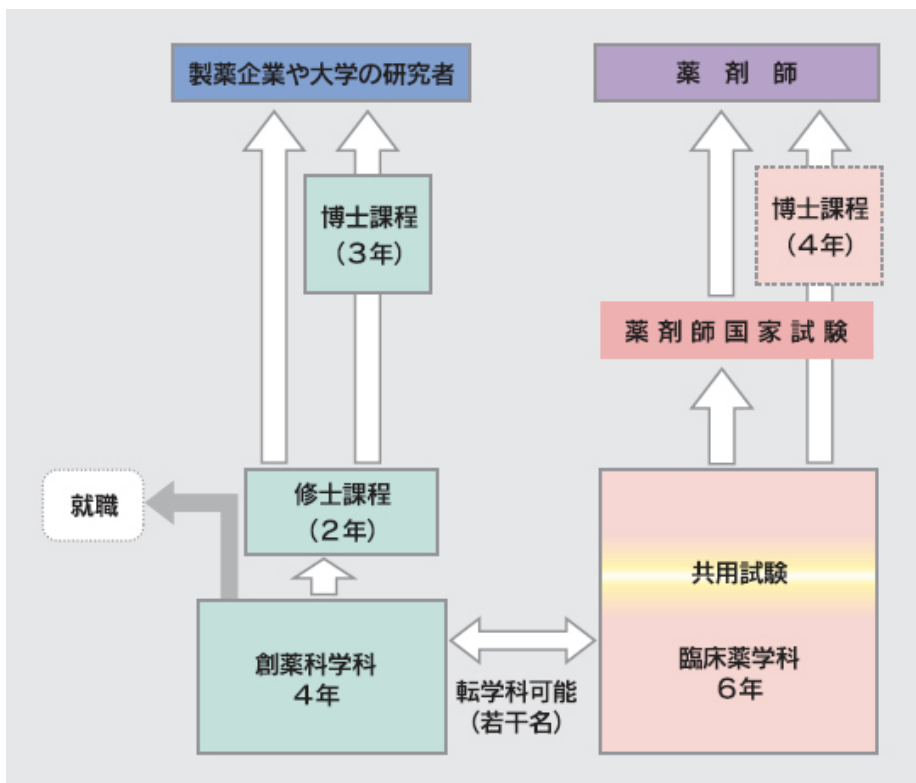 製薬企業や大学の研究者
薬剤師
博士課程
（3年）
博士課程
（4年）
薬剤師国家試験
修士課程
（2年）
就職
共用試験
創薬科学科
4年
転学科可能
（若干名）
臨床薬学科
6年